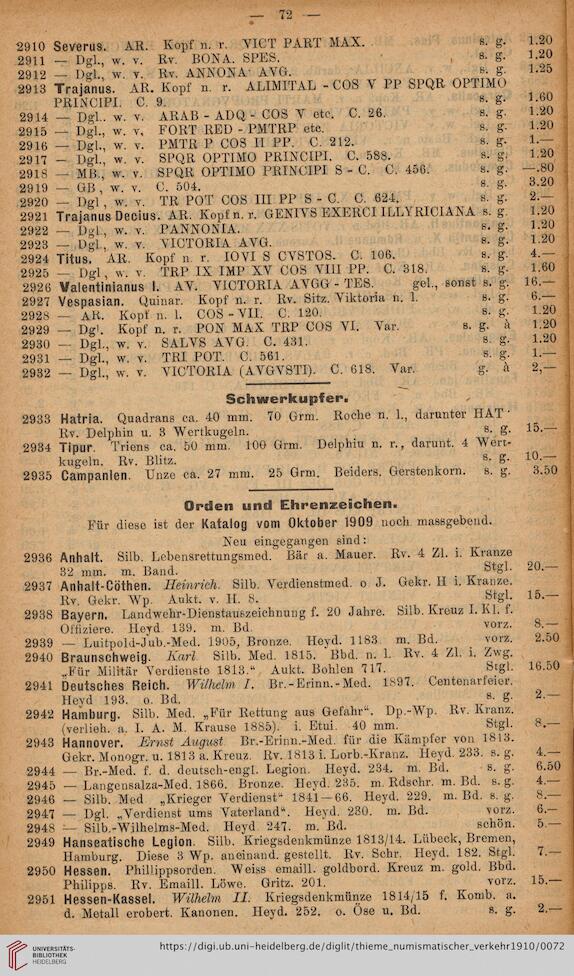 — 72 —
2910 Severus. AR. Kopf n. r. VICT PART MAX. s. g. 1.20
2911 — Dgl., w. v. Rv. BONA. SPES. s. g. 1.20
2912 — Dgl., w. v. Rv. ANNONA· AVG. s. g. 1.25
2913 Trajanus. AR. Kopf n. r. ALIMITAL - COS V PP SPQR OPTIMO
PRINCIPI. C. 9. s. g. 1.60
2914 — Dgl.. w. v. ARAB - ADQ - COS V etc. C. 26. s. g. 1.20
2915 — Dgl., w. v. FORT RED - PMTRP etc. s. g. 1.20
2916 — Dgl., w. v. PMTR P COS II PP. C. 212. s. g. 1.—
2917 — Dgl., w. v. SPQR OPTIMO PRINCIPI. C. 588. s. g. 1.20
2918 — MB., w. v. SPQR OPTIMO PRINCIPI S - C. C. 456. s. g. —.80
2919 — GB, w. v. C. 504. s. g. 3.20
2920 — Dgl, w. v. TR POT COS III PP S - C. C. 624. s. g. 2.—
2921 Trajanus Decius. AR. Kopf n. r. GENIVS EXERCI ILLYRICIANA s. g. 1.20
2922 — Dgl., w. v. PANNONIA. s. g. 1.20
2923 — Dgl., w. v. VICTORIA AVG. s. g. 1.20
2924 Titus. AR. Kopf n. r. IOVI S CVSTOS. C. 106. s. g. 4.—
2925 — Dgl, w. v. TRP IX IMP XV COS VIII PP. C. 318. s. g. 1.60
2926 Valentinianus I. AV. VICTORIA AVGG - TES. gel., sonst s. g. 16.—
2927 Vespasian. Quinar. Kopf n. r. Rv. Sitz. Viktoria n. l. s. g. 6.—
2928 — AR. Kopf n. l. COS - VII. C. 120. s. g. 1.20
2929 — Dgl. Kopf n. r. PON MAX TRP COS VI. Var. s. g. à 1.20
2930 — Dgl., w. v. SALVS AVG. C. 431. s. g. 1.20
2931 — Dgl., w. v. TRI POT. C. 561. s. g. 1.—
2932 — Dgl., w. v. VICTORIA (AVGVSTI). C. 618. Var. g. à 2,—
Schwerkupfer.
2933 Hatria. Quadrans ca. 40 mm. 70 Grm. Roche n. l., darunter HAT·
Rv. Delphin u. 3 Wertkugeln. s. g. 15.—
2934 Tipur. Triens ca. 50 mm. 100 Grm. Delphin n. r., darunt. 4 Wert-
kugeln. Rv. Blitz. s. g. 10.—
2935 Campanien. Unze ca. 27 mm. 25 Grm. Beiders. Gerstenkorn. s. g. 3.50
Orden und Ehrenzeichen.
Für diese ist der Katalog vom Oktober 1909 noch massgebend.
Neu eingegangen sind:
2936 Anhalt. Silb. Lebensrettungsmed. Bär a. Mauer. Rv. 4 Zl. i. Kranze
32 mm. m. Band. Stgl. 20.—
2937 Anhalt-Cöthen. Heinrich. Silb. Verdienstmed. o J. Gekr. H i. Kranze.
Rv. Gekr. Wp. Aukt. v. H. 8. Stgl. 15.—
2938 Bayern. Landwehr-Dienstauszeichnung f. 20 Jahre. Silb. Kreuz I. Kl. f.
Offiziere. Heyd. 139. m. Bd. vorz. 8.—
2939 — Luitpold-Jub.-Med. 1905, Bronze. Heyd. 1183. m. Bd. vorz. 2.50
2940 Braunschweig. Karl. Silb. Med. 1815. Bbd. n. l. Rv. 4 Zl. i. Zwg.
„Für Militär Verdienste 1813." Aukt. Bohlen 717. Stgl. 16.50
2941 Deutsches Reich. Wilhelm I. Br.-Erinn.-Med. 1897. Centenarfeier.
Heyd 193. o. Bd. s. g. 2.—
2942 Hamburg. Silb. Med. „Für Rettung aus Gefahr". Dp.-Wp. Rv. Kranz.
(verlieh. a. I. A. M. Krause 1885). i. Etui. 40 mm. Stgl. 8.—
2943 Hannover. Ernst August. Br.-Erinn.-Med. für die Kämpfer von 1813.
Gekr. Monogr. u. 1813 a. Kreuz. Rv. 1813 i. Lorb.-Kranz. Heyd. 233. s. g. 4.—
2944 — Br.-Med. f. d. deutsch-engl. Legion. Heyd. 234. m. Bd. s. g. 6.50
2945 — Langensalza-Med. 1866. Bronze. Heyd. 235. m. Rdschr. m. Bd. s. g. 4.—
2946 — Silb. Med „Krieger Verdienst" 1841—66. Heyd. 229. m. Bd. s. g. 8.—
2947 — Dgl. „Verdienst ums Vaterland". Heyd. 230. m. Bd. vorz. 6.—
2948 — Silb.-Wilhelms-Med. Heyd. 247. m. Bd. schön. 5.—
2949 Hanseatische Legion. Silb. Kriegsdenkmünze 1813/14. Lübeck, Bremen,
Hamburg. Diese 3 Wp. aneinand. gestellt. Rv. Schr. Heyd. 182. Stgl. 7.—
2950 Hessen. Phillippsorden. Weiss emaill. goldbord. Kreuz m. gold. Bbd.
Philipps. Rv. Emaill. Löwe. Gritz. 201. vorz. 15.—
2951 Hessen-Kassel. Wilhelm II. Kriegsdenkmünze 1814/15 f. Komb. a.
d. Metall erobert. Kanonen. Heyd. 252. o. Öse u. Bd. s. g. 2.—
UNIVERSITÄTS-
BIBLIOTHEK
HEIDELBERG
https://digi.ub.uni-heidelberg.de/diglit/thieme_numismatischer_verkehr1910/0072